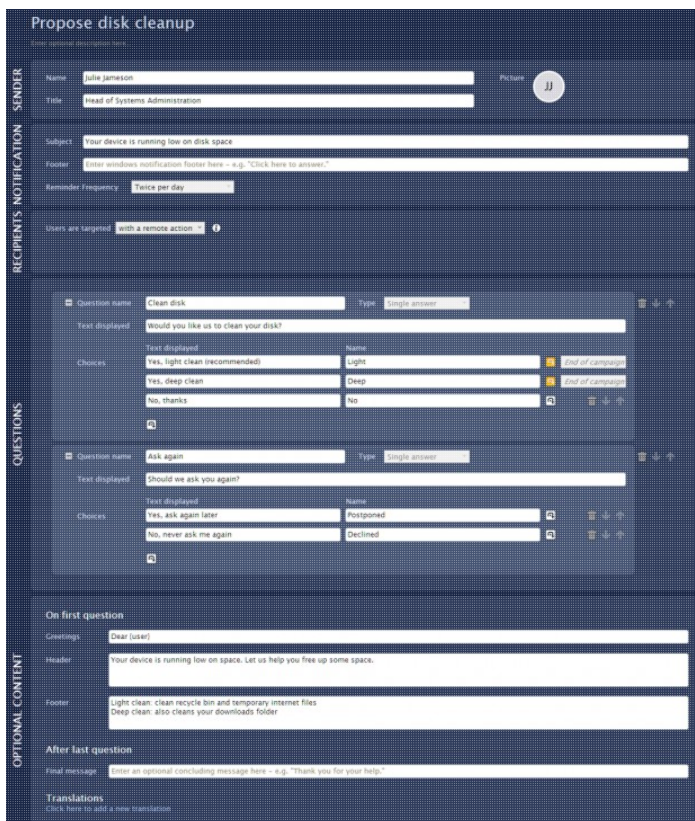 Propose disk cleanup
Enter optional description here...
SENDER
Name Julie Jameson Picture JJ
Title Head of Systems Administration
NOTIFICATION
Subject Your device is running low on disk space
Footer Enter windows notification footer here – e.g. "Click here to answer."
Reminder Frequency Twice per day
RECIPIENTS
Users are targeted with a remote action
QUESTIONS
Question name Clean disk Type Single answer
Text displayed Would you like us to clean your disk?
Text displayed Name
Choices Yes, light clean (recommended) Light End of campaign
Yes, deep clean Deep End of campaign
No, thanks No
Question name Ask again Type Single answer
Text displayed Should we ask you again?
Text displayed Name
Choices Yes, ask again later Postponed
No, never ask me again Declined
OPTIONAL CONTENT
On first question
Greetings Dear (user)
Header Your device is running low on space. Let us help you free up some space.
Footer Light clean: clean recycle bin and temporary internet files
Deep clean: also cleans your downloads folder
After last question
Final message Enter an optional concluding message here – e.g. "Thank you for your help."
Translations
Click here to add a new translation